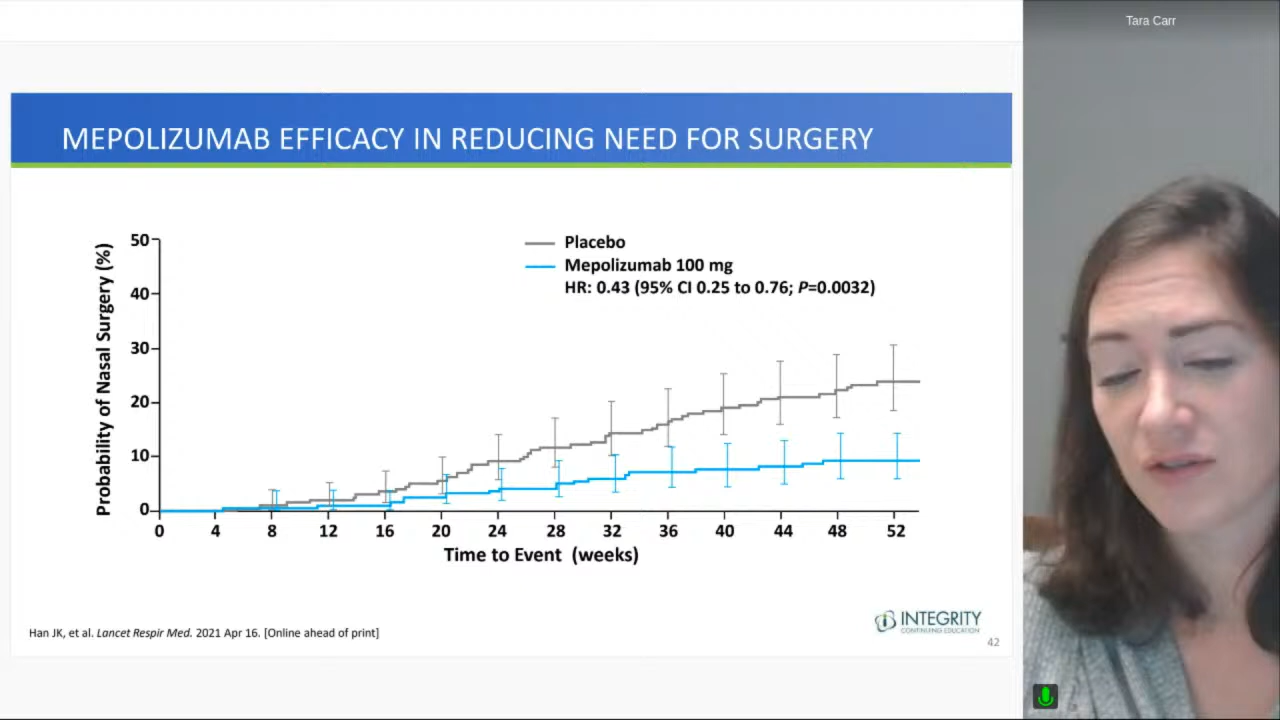 Tara Carr
MEPOLIZUMAB EFFICACY IN REDUCING NEED FOR SURGERY
Probability of Nasal Surgery (%)
50
40
30
20
10
0
Placebo
Mepolizumab 100 mg
HR: 0.43 (95% CI 0.25 to 0.76; P=0.0032)
0 4 8 12 16 20 24 28 32 36 40 44 48 52
Time to Event (weeks)
Han JK, et al. Lancet Respir Med. 2021 Apr 16. [Online ahead of print]
INTEGRITY
CONTINUING EDUCATION
42